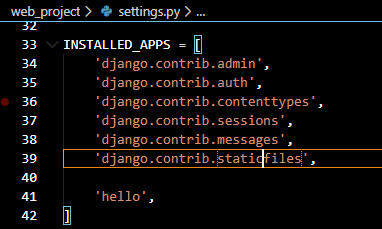 web_project > settings.py > ...
32
33 INSTALLED_APPS = [
34 'django.contrib.admin',
35 'django.contrib.auth',
36 'django.contrib.contenttypes',
37 'django.contrib.sessions',
38 'django.contrib.messages',
39 'django.contrib.staticfiles',
40
41 'hello',
42 ]